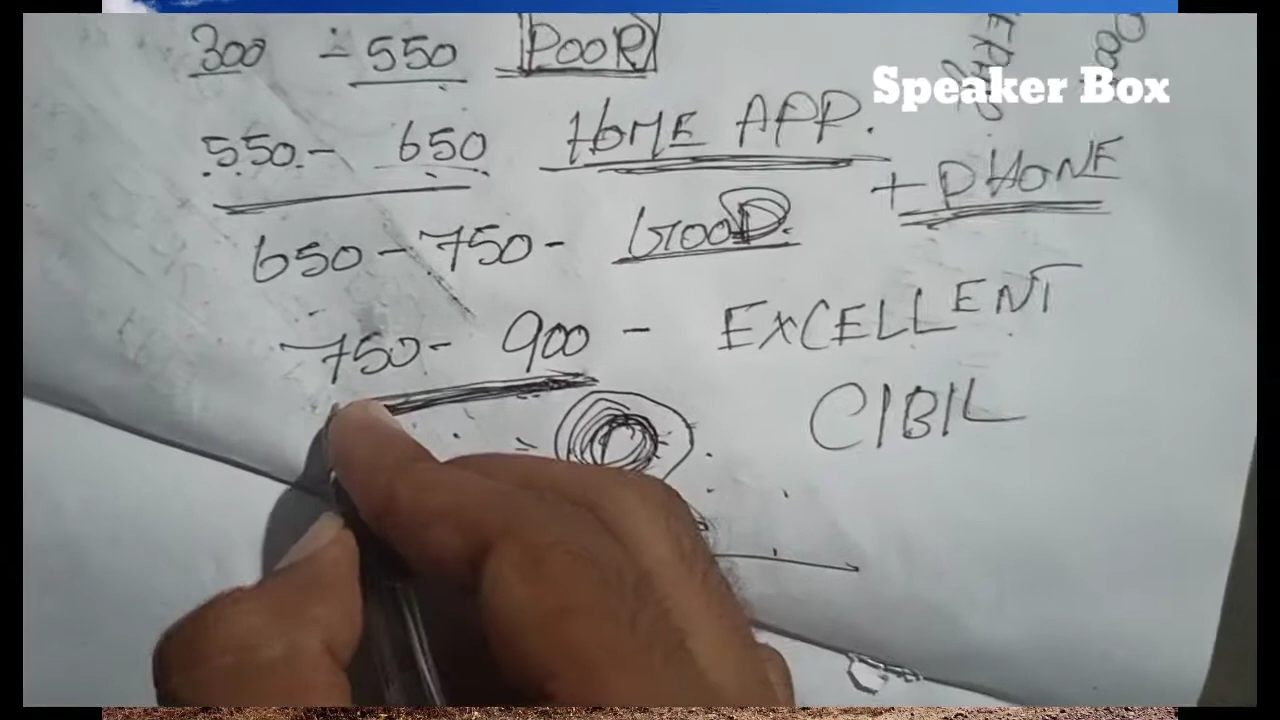 300 - 550 POOR
Speaker Box
550 - 650 HOME APP.
+ PHONE
650 - 750 - GOOD.
750 - 900 - EXCELLENT
CIBIL